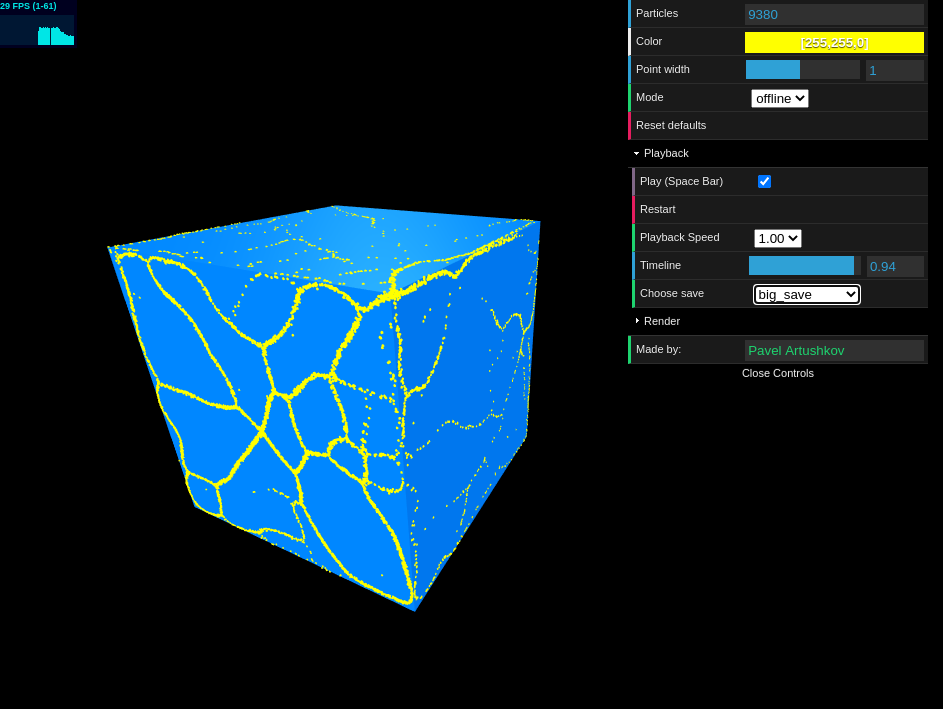 29 FPS (1-61)
Particles 9380
Color [255,255,0]
Point width 1
Mode offline
Reset defaults
Playback
Play (Space Bar)
Restart
Playback Speed 1.00
Timeline 0.94
Choose save big_save
Render
Made by: Pavel Artushkov
Close Controls